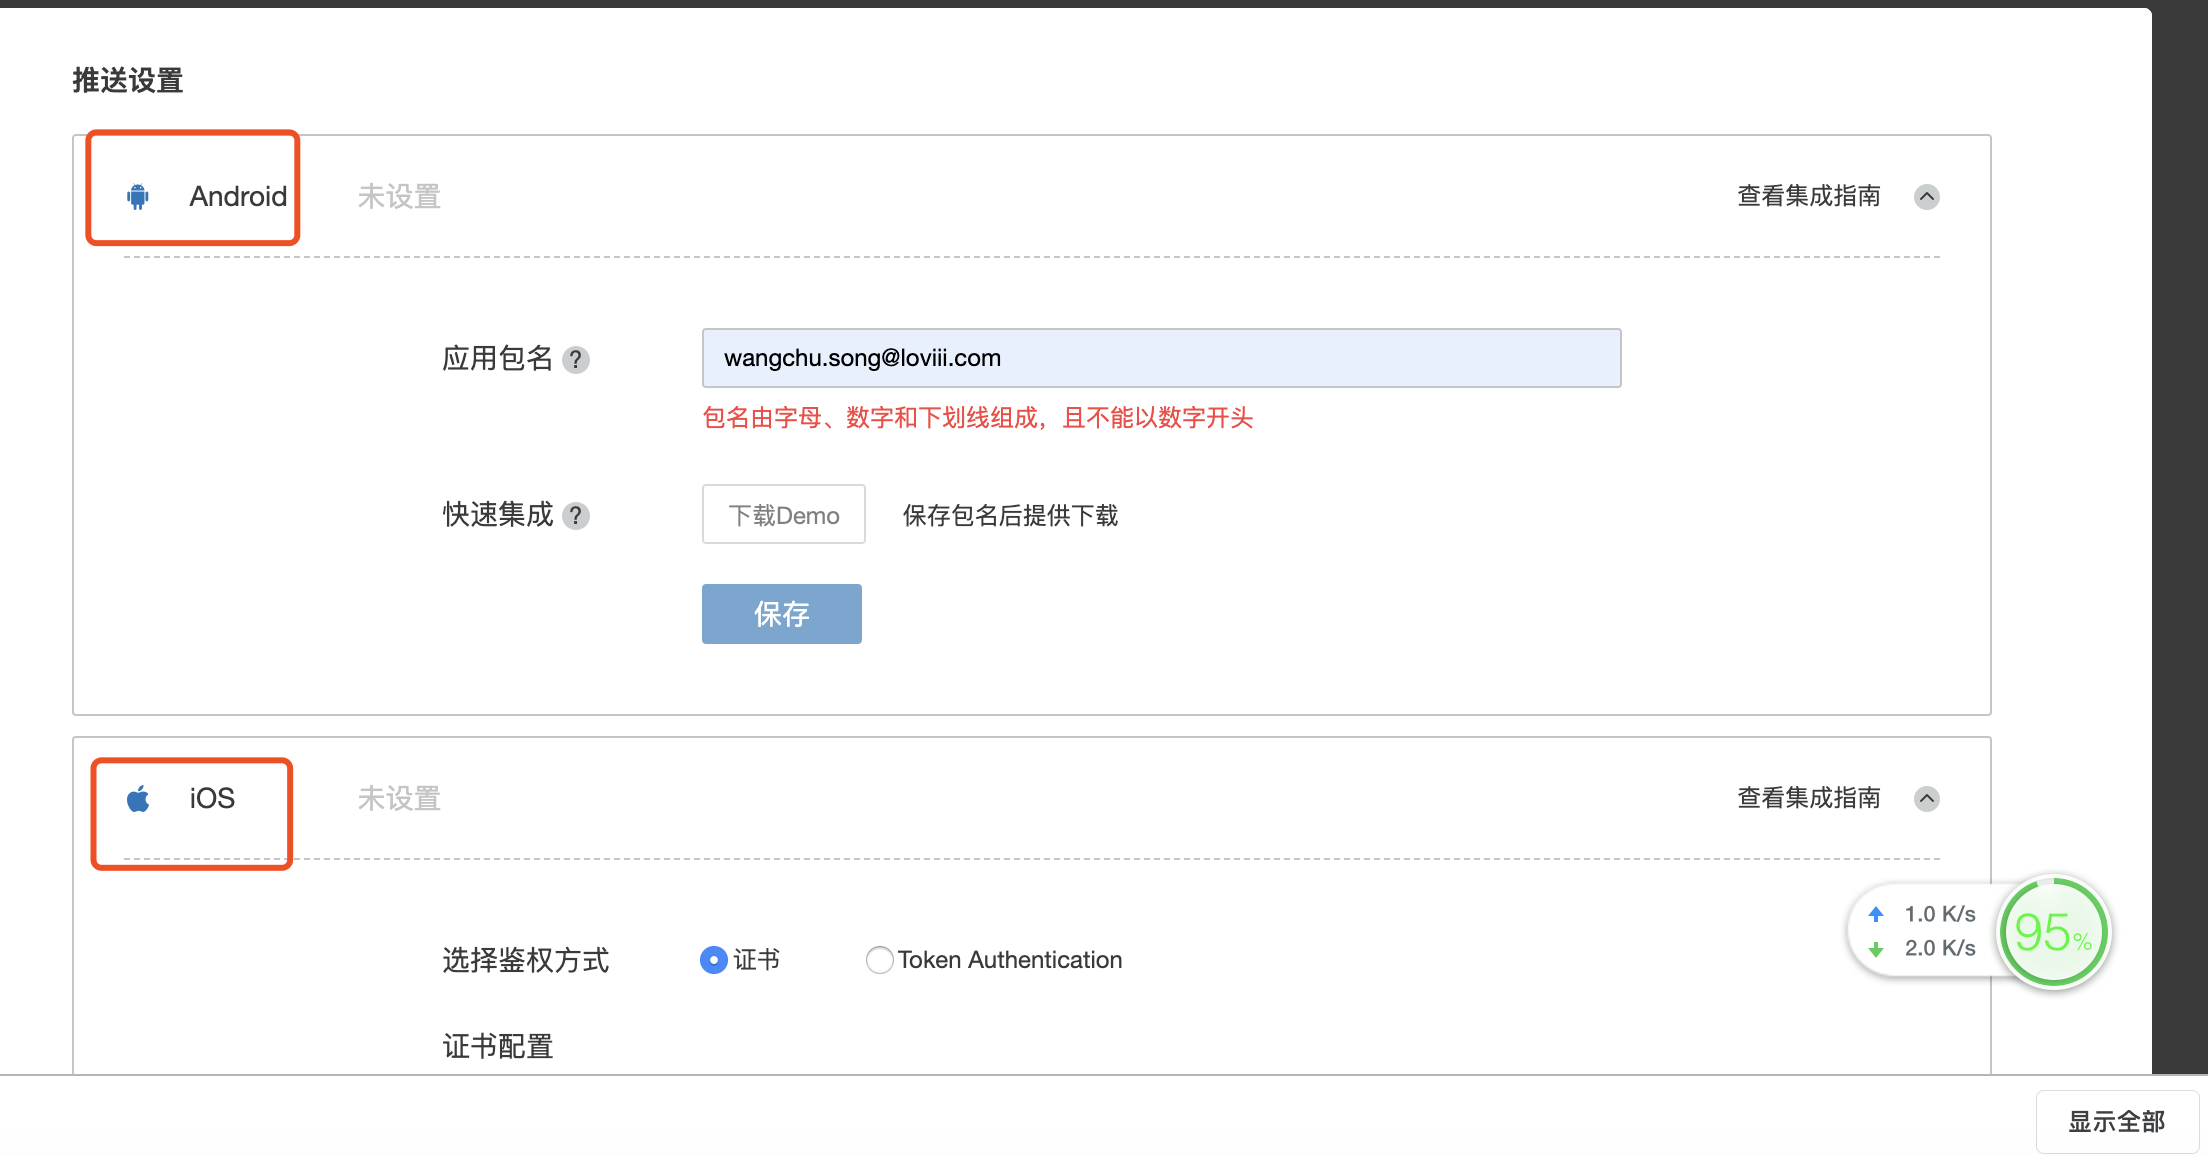 推送设置
Android 未设置 查看集成指南
应用包名 ? wangchu.song@loviii.com
包名由字母、数字和下划线组成，且不能以数字开头
快速集成 ? 下载Demo 保存包名后提供下载
保存
iOS 未设置 查看集成指南
1.0 K/s
2.0 K/s
95%
选择鉴权方式 证书 Token Authentication
证书配置
显示全部